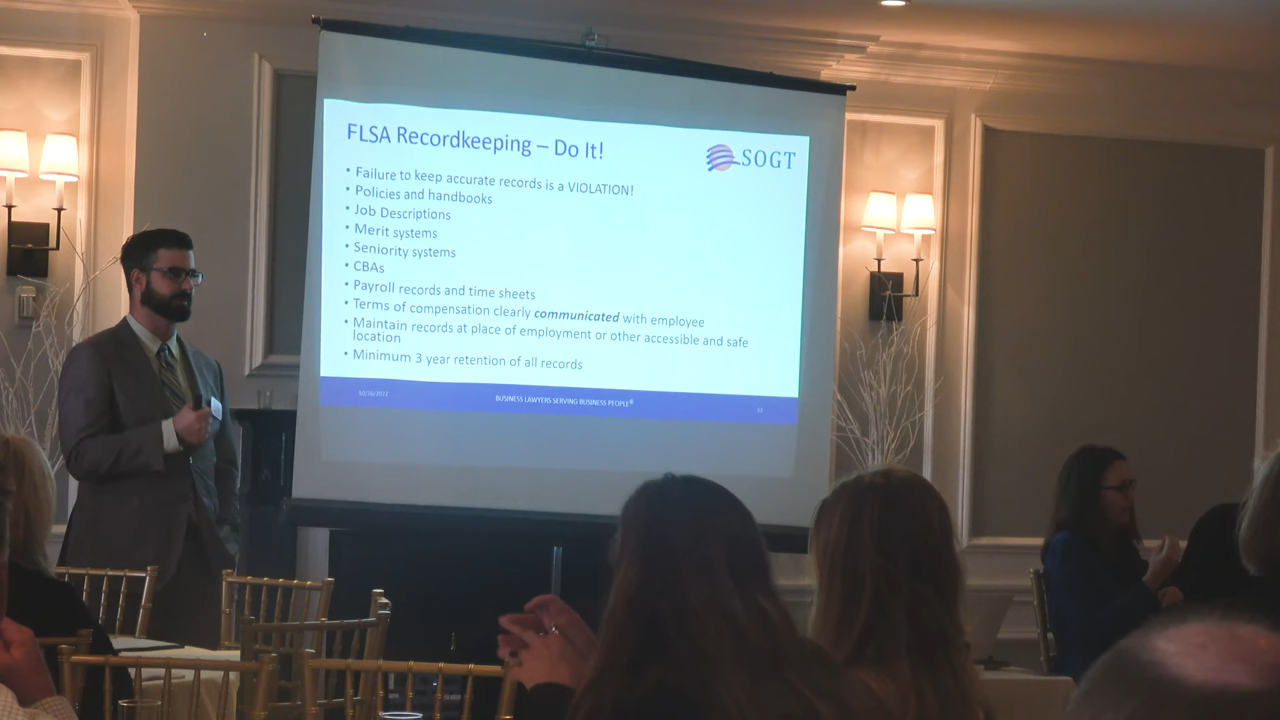 FLSA Recordkeeping – Do It!
SOGT
• Failure to keep accurate records is a VIOLATION!
• Policies and handbooks
• Job Descriptions
• Merit systems
• Seniority systems
• CBAs
• Payroll records and time sheets
• Terms of compensation clearly communicated with employee
• Maintain records at place of employment or other accessible and safe
location
• Minimum 3 year retention of all records
BUSINESS LAWYERS SERVING BUSINESS PEOPLE®